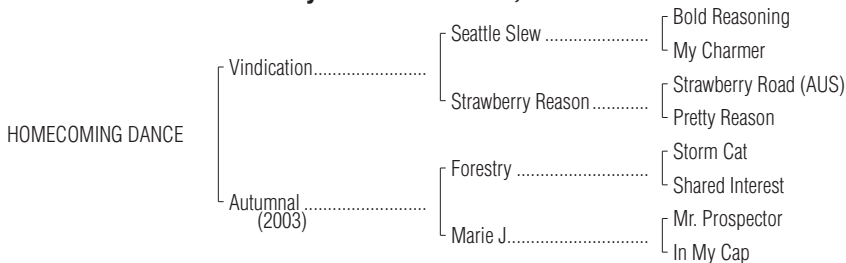 Bold Reasoning
Seattle Slew ......................
My Charmer
Vindication........................
Strawberry Road (AUS)
Strawberry Reason............
Pretty Reason
HOMECOMING DANCE
Storm Cat
Forestry ............................
Shared Interest
Autumnal ..........................
(2003)
Mr. Prospector
Marie J..............................
In My Cap